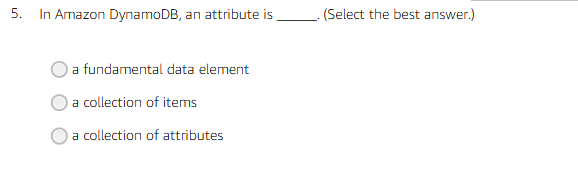 5. In Amazon DynamoDB, an attribute is ______. (Select the best answer.)
a fundamental data element
a collection of items
a collection of attributes